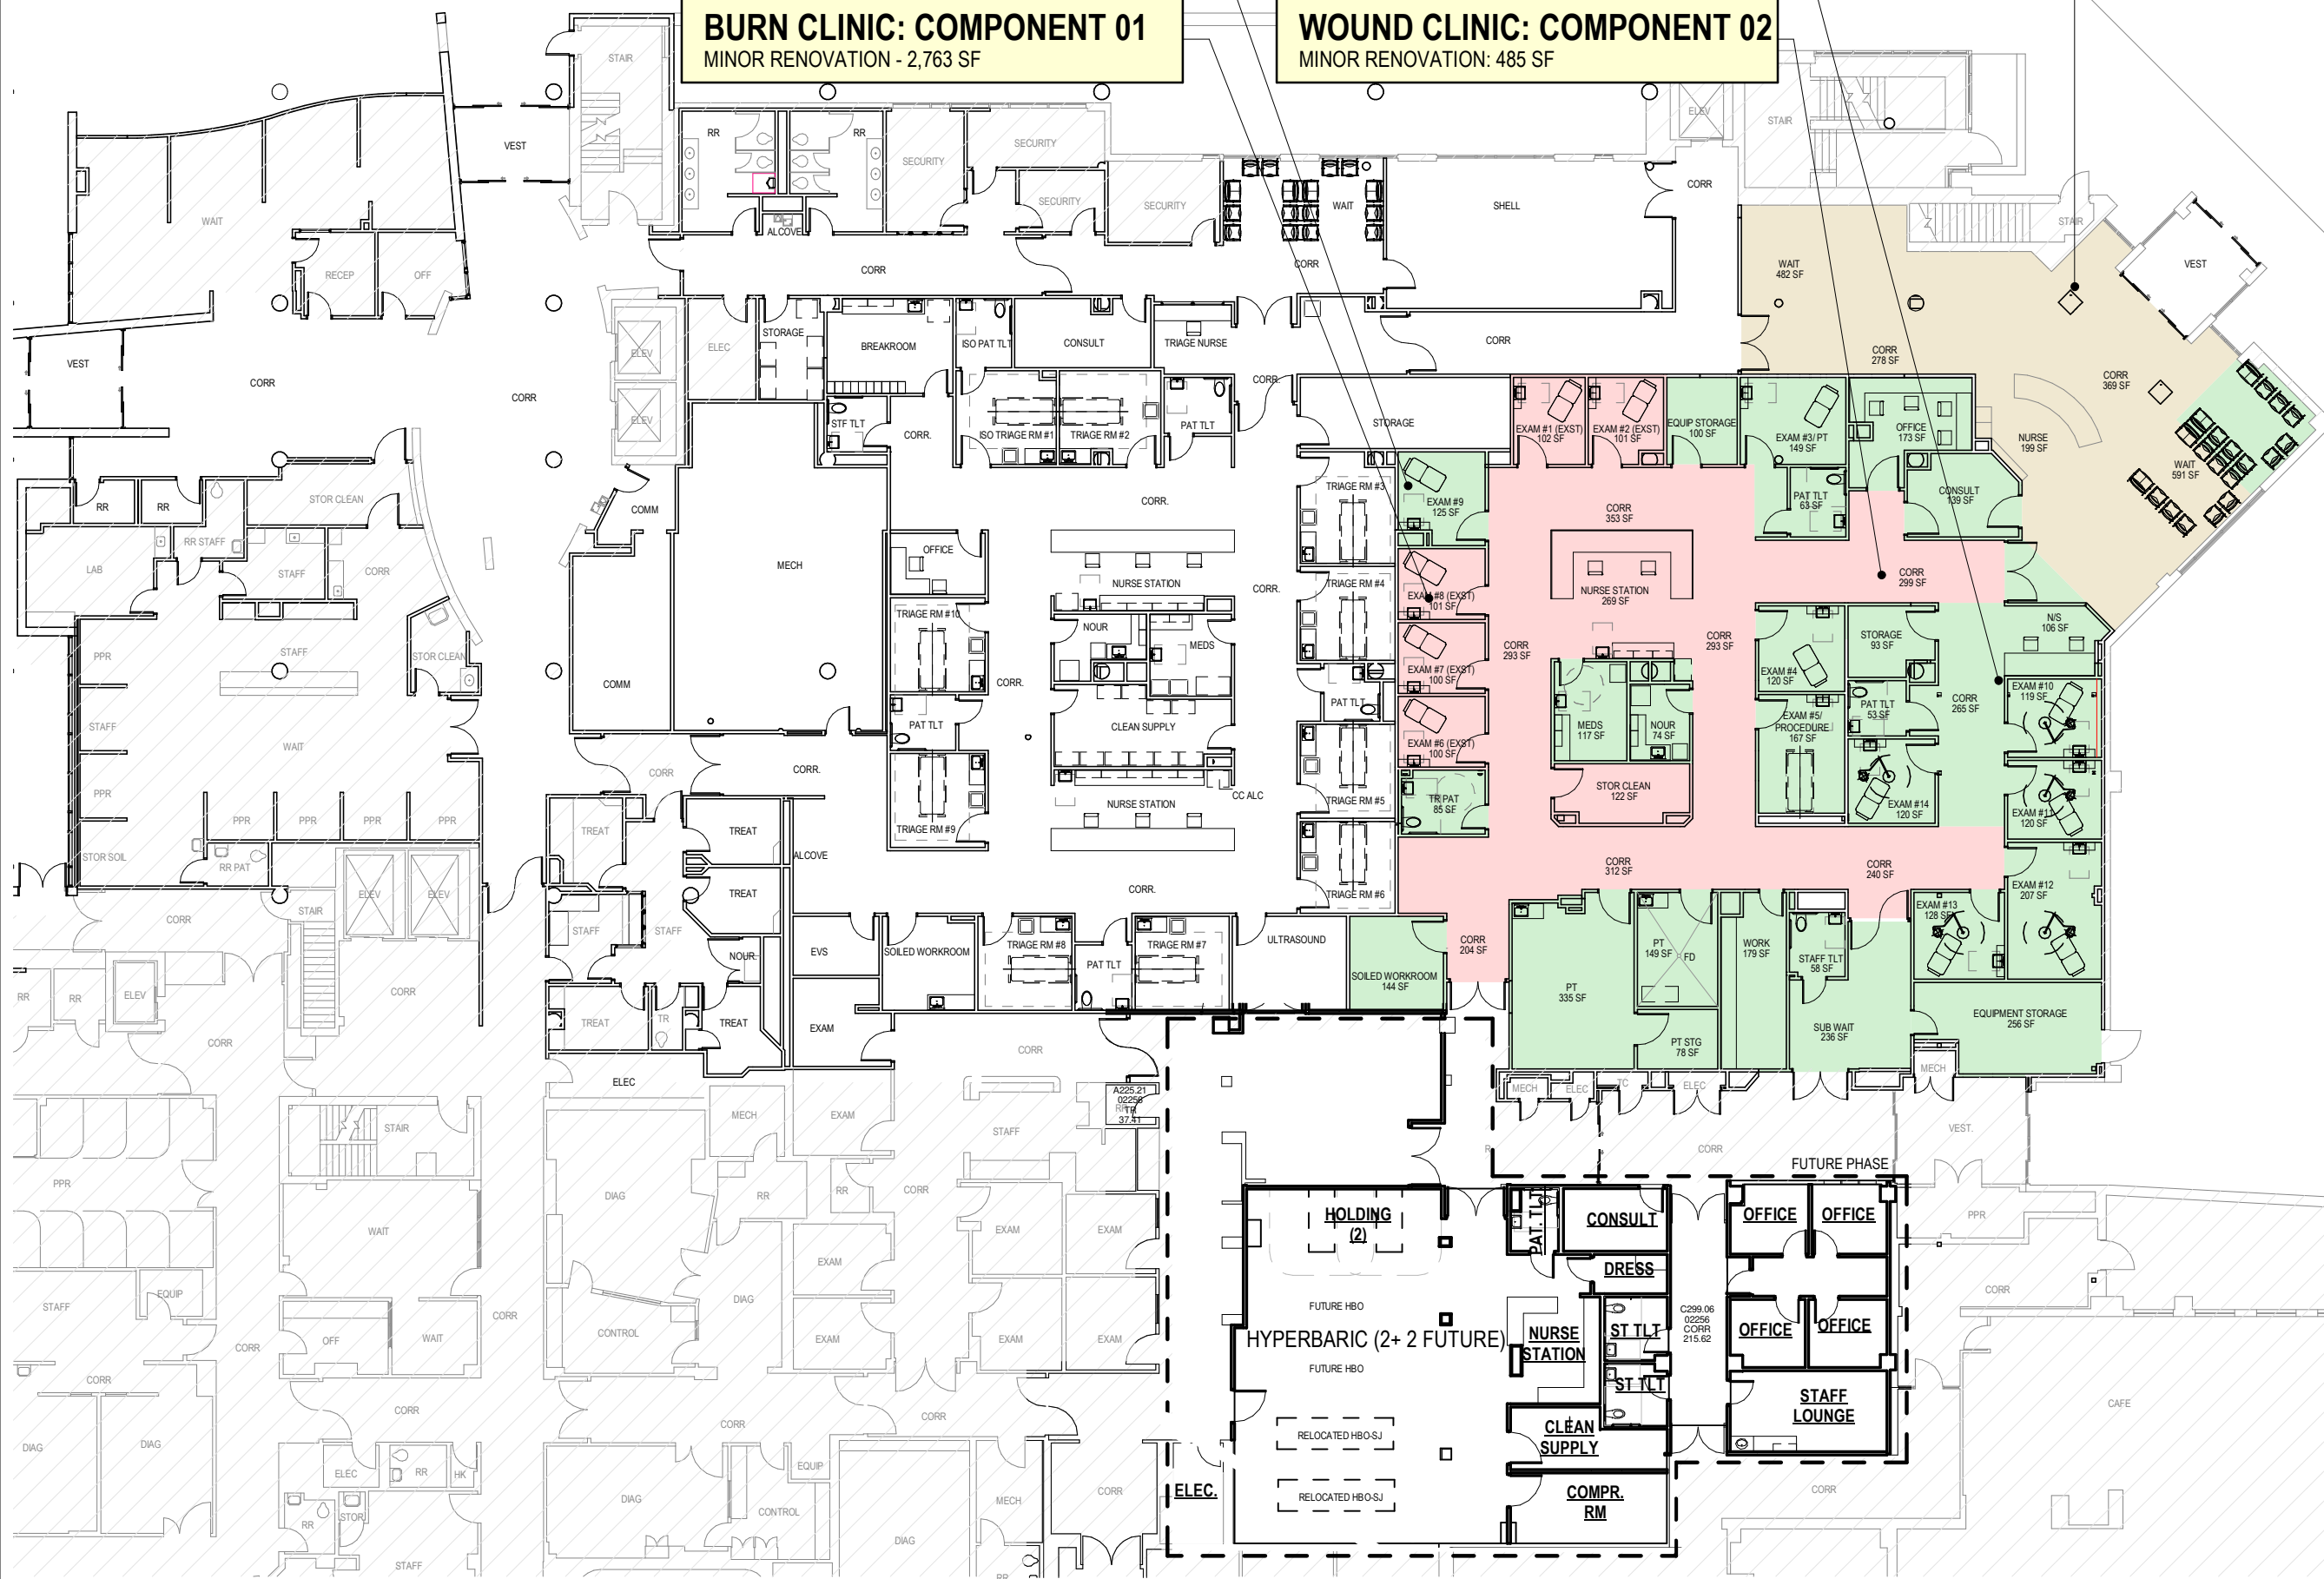 BURN CLINIC: COMPONENT 01
MINOR RENOVATION - 2,763 SF
WOUND CLINIC: COMPONENT 02
MINOR RENOVATION: 485 SF
STAIR
VEST
RR
RR
SECURITY
SECURITY
SECURITY
SECURITY
ALCOVE
WAIT
SHELL
CORR
ELEV
STAIR
STAIR
VEST
WAIT
RECEP
OFF
CORR
CORR
WAIT
482 SF
VEST
CORR
CORR
ELEV
ELEV
ELEC
STORAGE
BREAKROOM
ISO PAT TLT
CONSULT
TRIAGE NURSE
CORR
CORR
278 SF
CORR
369 SF
CORR.
STF TLT
CORR.
ISO TRIAGE RM #1
TRIAGE RM #2
PAT TLT
STORAGE
EXAM #1 (EXST)
102 SF
EXAM #2 (EXST)
101 SF
EQUIP STORAGE
100 SF
EXAM #3/ PT
149 SF
OFFICE
173 SF
NURSE
199 SF
WAIT
591 SF
RR
RR
STOR CLEAN
COMM
RR STAFF
LAB
STAFF
CORR
MECH
CORR.
OFFICE
NURSE STATION
CORR.
TRIAGE RM #3
EXAM #9
125 SF
CORR
353 SF
PAT TLT
63 SF
CONSULT
139 SF
CORR
299 SF
TRIAGE RM #4
EXAM #8 (EXST)
101 SF
NURSE STATION
269 SF
TRIAGE RM #10
NOUR
MEDS
CORR
293 SF
CORR
293 SF
STORAGE
93 SF
N/S
106 SF
PPR
STAFF
STOR CLEAN
COMM
CORR.
PAT TLT
EXAM #7 (EXST)
100 SF
EXAM #4
120 SF
PAT TLT
53 SF
CORR
265 SF
EXAM #10
119 SF
STAFF
WAIT
PAT TLT
CLEAN SUPPLY
EXAM #6 (EXST)
100 SF
MEDS
117 SF
NOUR
74 SF
EXAM #5/
PROCEDURE
167 SF
CORR
CORR.
PPR
PPR
PPR
PPR
PPR
CC ALC
NURSE STATION
TRIAGE RM #5
TR PAT
85 SF
STOR CLEAN
122 SF
EXAM #14
120 SF
EXAM #11
120 SF
TREAT
TREAT
TRIAGE RM #9
STOR SOIL
RR PAT
ALCOVE
CORR
312 SF
CORR
240 SF
ELEV
ELEV
TREAT
CORR.
TRIAGE RM #6
EXAM #12
207 SF
EXAM #13
128 SF
CORR
STAIR
STAFF
STAFF
NOUR
EVS
SOILED WORKROOM
TRIAGE RM #8
PAT TLT
TRIAGE RM #7
ULTRASOUND
SOILED WORKROOM
144 SF
CORR
204 SF
PT
149 SF
FD
WORK
179 SF
STAFF TLT
58 SF
PT
335 SF
RR
RR
ELEV
CORR
CORR
TREAT
TR
TREAT
EXAM
SUB WAIT
236 SF
EQUIPMENT STORAGE
256 SF
PT STG
78 SF
CORR
ELEC
MECH
ELEC
TC
ELEC
MECH
A225.21
02256
TR
37.41
RR
MECH
EXAM
STAFF
STAIR
VEST.
CORR
FUTURE PHASE
PPR
DIAG
RR
RR
CORR
EXAM
EXAM
WAIT
HOLDING
(2)
PAT. TLT
CONSULT
OFFICE
OFFICE
PPR
DRESS
EXAM
EQUIP
STAFF
DIAG
CORR
FUTURE HBO
C299.06
02256
CORR
215.62
CORR
OFF
WAIT
CONTROL
EXAM
EXAM
EXAM
HYPERBARIC (2+ 2 FUTURE)
NURSE
STATION
ST TLT
OFFICE
OFFICE
CORR
FUTURE HBO
CORR
ST TLT
STAFF
LOUNGE
CAFE
CORR
CORR
CORR
DIAG
DIAG
RELOCATED HBO-SJ
CLEAN
SUPPLY
ELEC
RR
HK
EQUIP
DIAG
CONTROL
MECH
CORR
ELEC.
RELOCATED HBO-SJ
COMPR.
RM
CORR
RR
STOR
DIAG
STAFF
RR